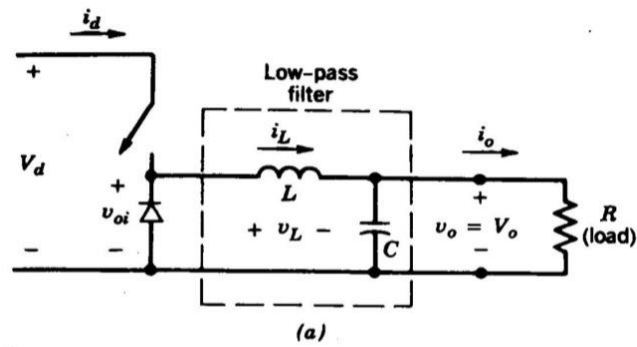 i_d
+
Low-pass
filter
V_d
i_L
i_o
L
+
v_oi
−
−
+ v_L −
C
+
v_o = V_o
−
R
(load)
(a)